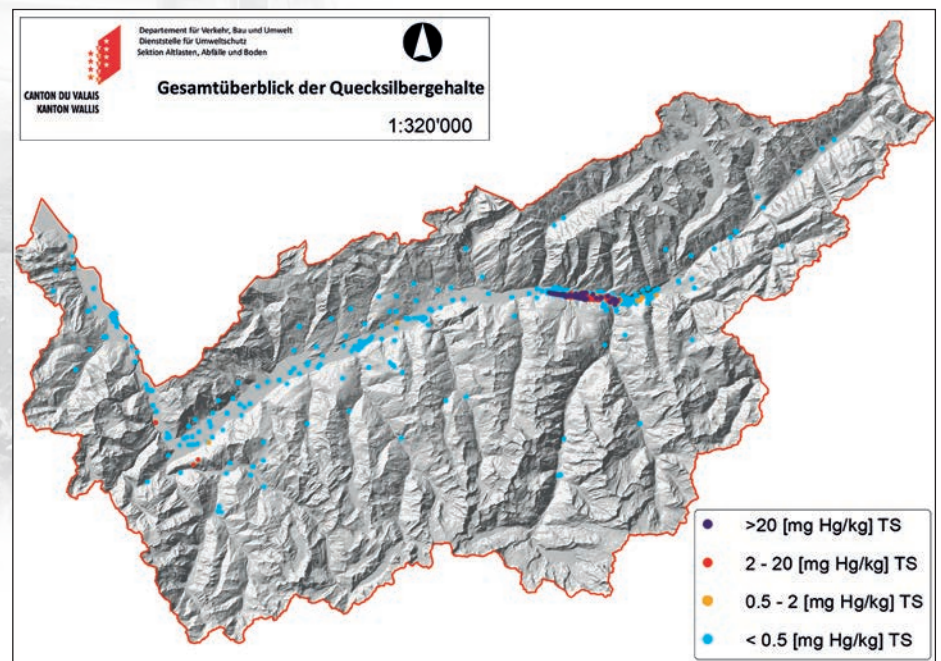 Departement für Verkehr, Bau und Umwelt
Dienststelle für Umweltschutz
Sektion Altlasten, Abfälle und Boden
CANTON DU VALAIS
KANTON WALLIS
Gesamtüberblick der Quecksilbergehalte
1:320'000
>20 [mg Hg/kg] TS
2 - 20 [mg Hg/kg] TS
0.5 - 2 [mg Hg/kg] TS
< 0.5 [mg Hg/kg] TS